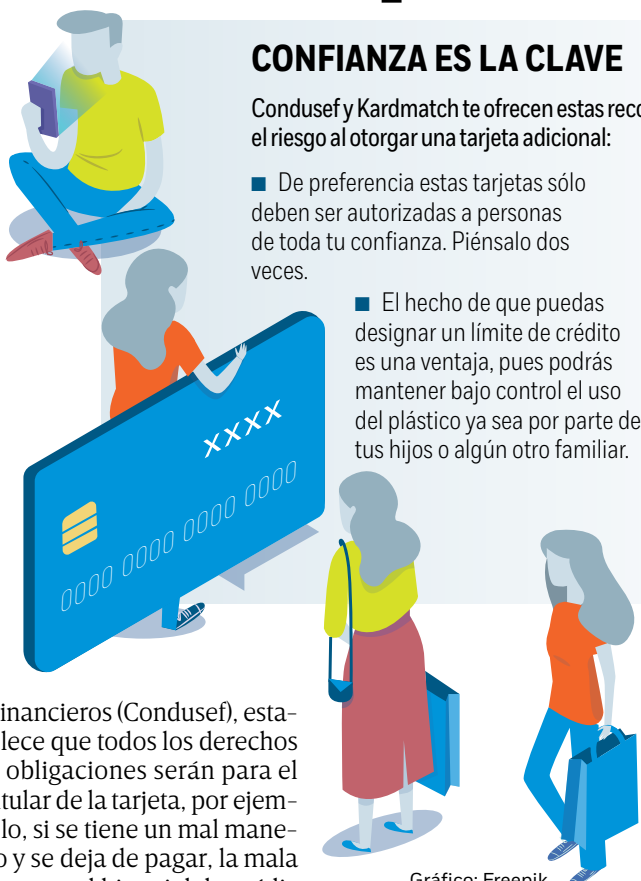 CONFIANZA ES LA CLAVE
Condusef y Kardmatch te ofrecen estas reco
el riesgo al otorgar una tarjeta adicional:
■ De preferencia estas tarjetas sólo
deben ser autorizadas a personas
de toda tu confianza. Piénsalo dos
veces.
■ El hecho de que puedas
designar un límite de crédito
es una ventaja, pues podrás
mantener bajo control el uso
del plástico ya sea por parte de
tus hijos o algún otro familiar.
xxxx
0000 0000 0000 0000
inancieros (Condusef), esta-
lece que todos los derechos
obligaciones serán para el
tular de la tarjeta, por ejem-
lo, si se tiene un mal mane-
o y se deja de pagar, la mala
Gráfico: Freepik